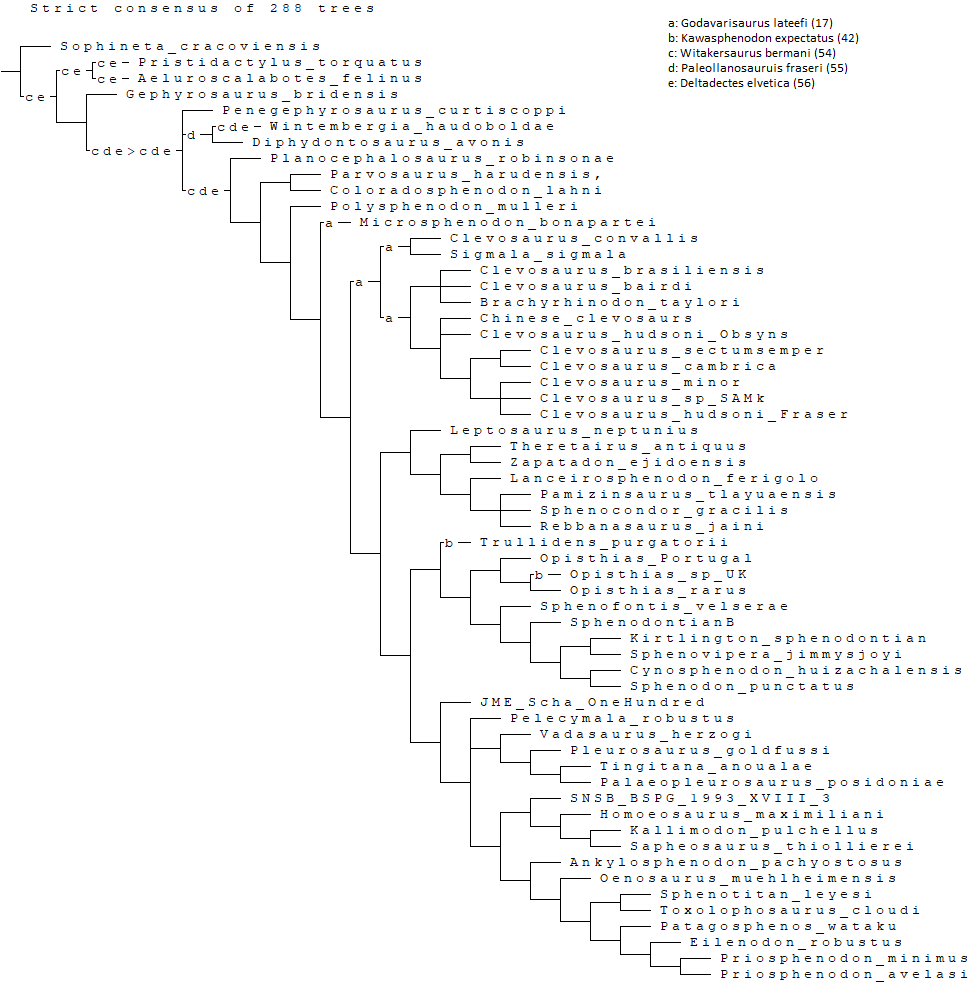 Strict consensus of 288 trees
a: Godavarisaurus lateefi (17)
b: Kawasphenodon expectatus (42)
c: Witakersaurus bermani (54)
d: Paleollanosauruis fraseri (55)
e: Deltadectes elvetica (56)
Sophineta_cracoviensis
ce Pristidactylus_torquatus
ce
ce Aeluroscalabotes_felinus
Gephyrosaurus_bridensis
ce
Penegephyrosaurus_curtiscoppi
cde Wintembergia_haudoboldae
d
Diphydontosaurus_avonis
cde>cde
Planocephalosaurus_robinsonae
Parvosaurus_harudensis,
cde
Coloradosphenodon_lahni
Polysphenodon_mulleri
a Microsphenodon_bonapartei
Clevosaurus_convallis
a
Sigmala_sigmala
Clevosaurus_brasiliensis
a
Clevosaurus_bairdi
Brachyrhinodon_taylori
a
Chinese_clevosaurs
Clevosaurus_hudsoni_Obsyns
Clevosaurus_sectumsemper
Clevosaurus_cambrica
Clevosaurus_minor
Clevosaurus_sp_SAMk
Clevosaurus_hudsoni_Fraser
Leptosaurus_neptunius
Theretairus_antiquus
Zapatadon_ejidoensis
Lanceirosphenodon_ferigolo
Pamizinsaurus_tlayuaensis
Sphenocondor_gracilis
Rebbanasaurus_jaini
b Trullidens_purgatorii
Opisthias_Portugal
b Opisthias_sp_UK
Opisthias_rarus
Sphenofontis_velserae
SphenodontianB
Kirtlington_sphenodontian
Sphenovipera_jimmysjoyi
Cynosphenodon_huizachalensis
Sphenodon_punctatus
JME_Scha_OneHundred
Pelecymala_robustus
Vadasaurus_herzogi
Pleurosaurus_goldfussi
Tingitana_anoualae
Palaeopleurosaurus_posidoniae
SNSB_BSPG_1993_XVIII_3
Homoeosaurus_maximiliani
Kallimodon_pulchellus
Sapheosaurus_thiollierei
Ankylosphenodon_pachyostosus
Oenosaurus_muehlheimensis
Sphenotitan_leyesi
Toxolophosaurus_cloudi
Patagosphenos_wataku
Eilenodon_robustus
Priosphenodon_minimus
Priosphenodon_avelasi